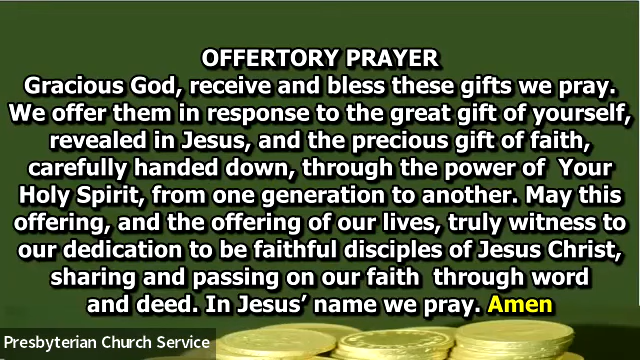 OFFERTORY PRAYER
Gracious God, receive and bless these gifts we pray.
We offer them in response to the great gift of yourself,
revealed in Jesus, and the precious gift of faith,
carefully handed down, through the power of  Your
Holy Spirit, from one generation to another. May this
offering, and the offering of our lives, truly witness to
our dedication to be faithful disciples of Jesus Christ,
sharing and passing on our faith  through word
and deed. In Jesus’ name we pray. Amen
Presbyterian Church Service